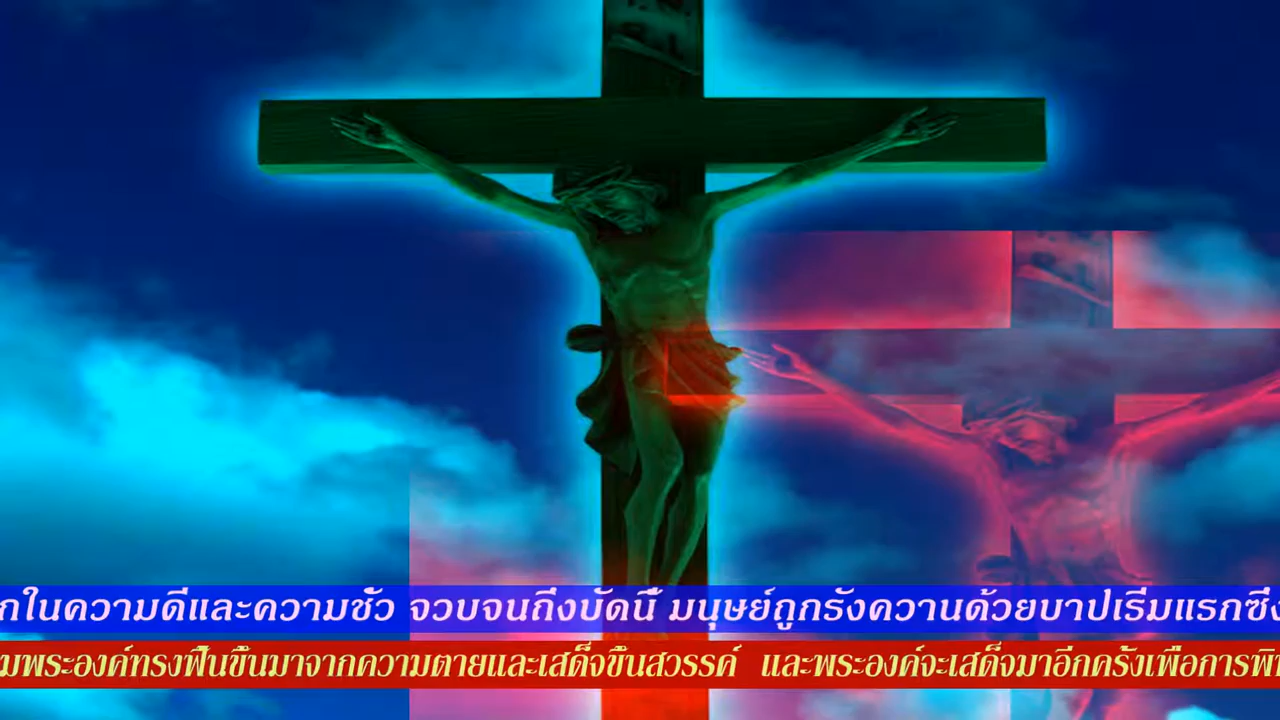 กในความดีและความชั่ว จวบจนถึงบัดนี้ มนุษย์ถูกรังควานด้วยบาปเริ่มแรกซึ่ง
มพระองค์ทรงฟื้นขึ้นมาจากความตายและเสด็จขึ้นสวรรค์ และพระองค์จะเสด็จมาอีกครั้งเพื่อการพิ